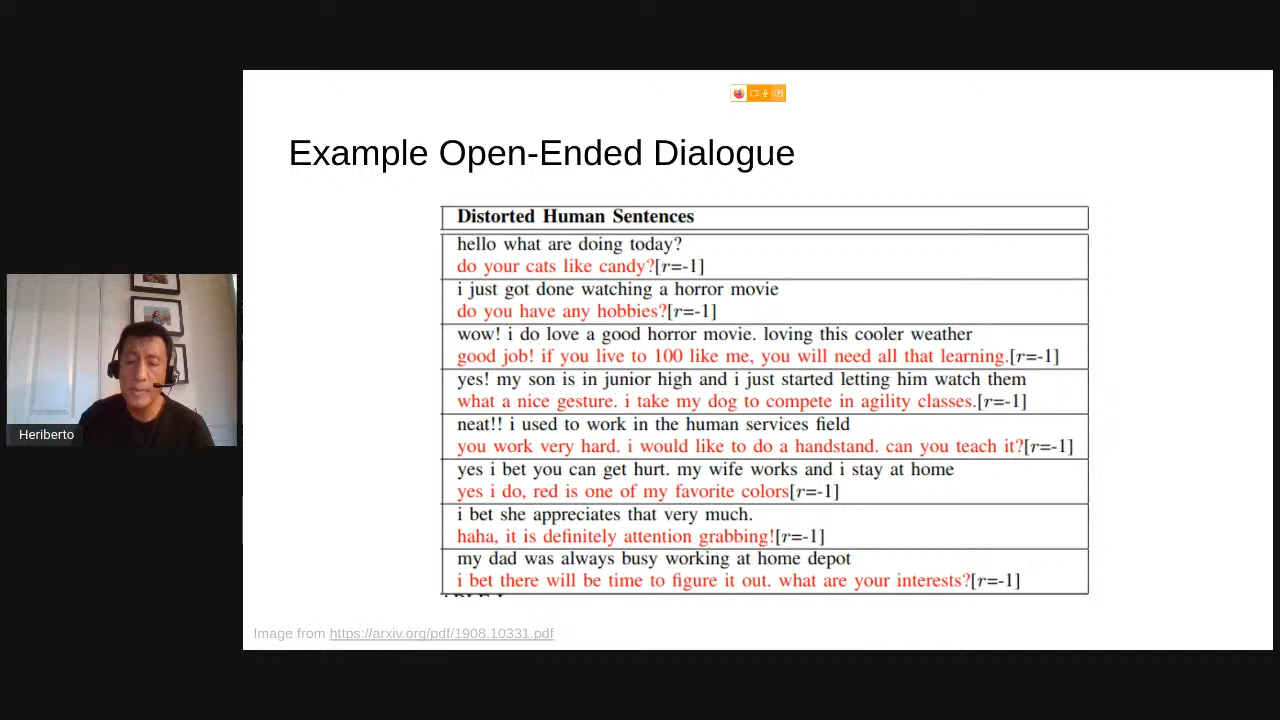 Example Open-Ended Dialogue
Distorted Human Sentences
hello what are doing today?
do your cats like candy?[r=-1]
i just got done watching a horror movie
do you have any hobbies?[r=-1]
wow! i do love a good horror movie. loving this cooler weather
good job! if you live to 100 like me, you will need all that learning.[r=-1]
yes! my son is in junior high and i just started letting him watch them
what a nice gesture. i take my dog to compete in agility classes.[r=-1]
neat!! i used to work in the human services field
you work very hard. i would like to do a handstand. can you teach it?[r=-1]
yes i bet you can get hurt. my wife works and i stay at home
yes i do, red is one of my favorite colors[r=-1]
i bet she appreciates that very much.
haha, it is definitely attention grabbing![r=-1]
my dad was always busy working at home depot
i bet there will be time to figure it out. what are your interests?[r=-1]
Heriberto
Image from https://arxiv.org/pdf/1908.10331.pdf